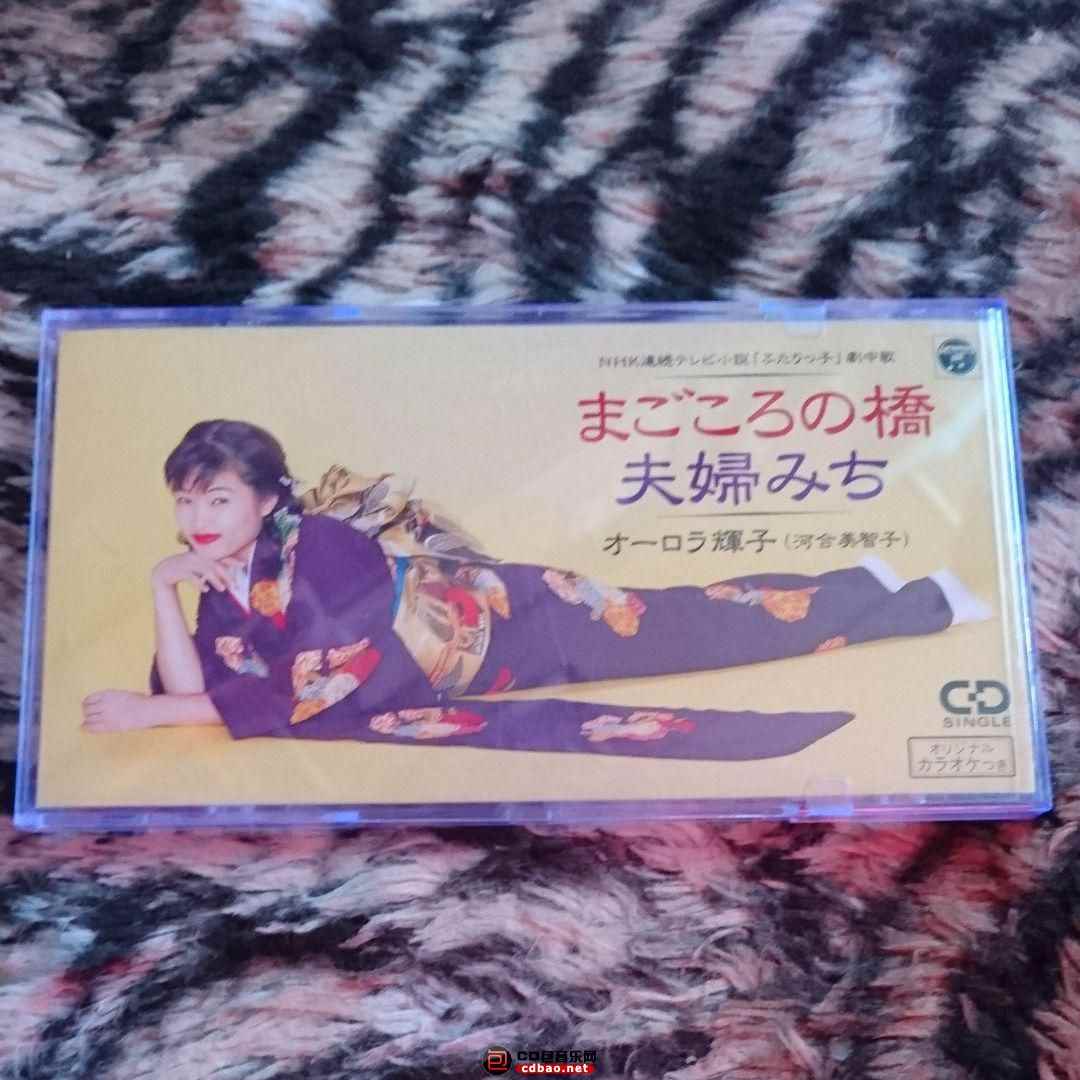 NHK連続テレビ小説「ふたりっ子」劇中歌
まごころの橋
夫婦みち
オーロラ輝子(河合美智子)
CD
SINGLE
オリジナル
カラオケつき
CD包音乐网
cdbao.net